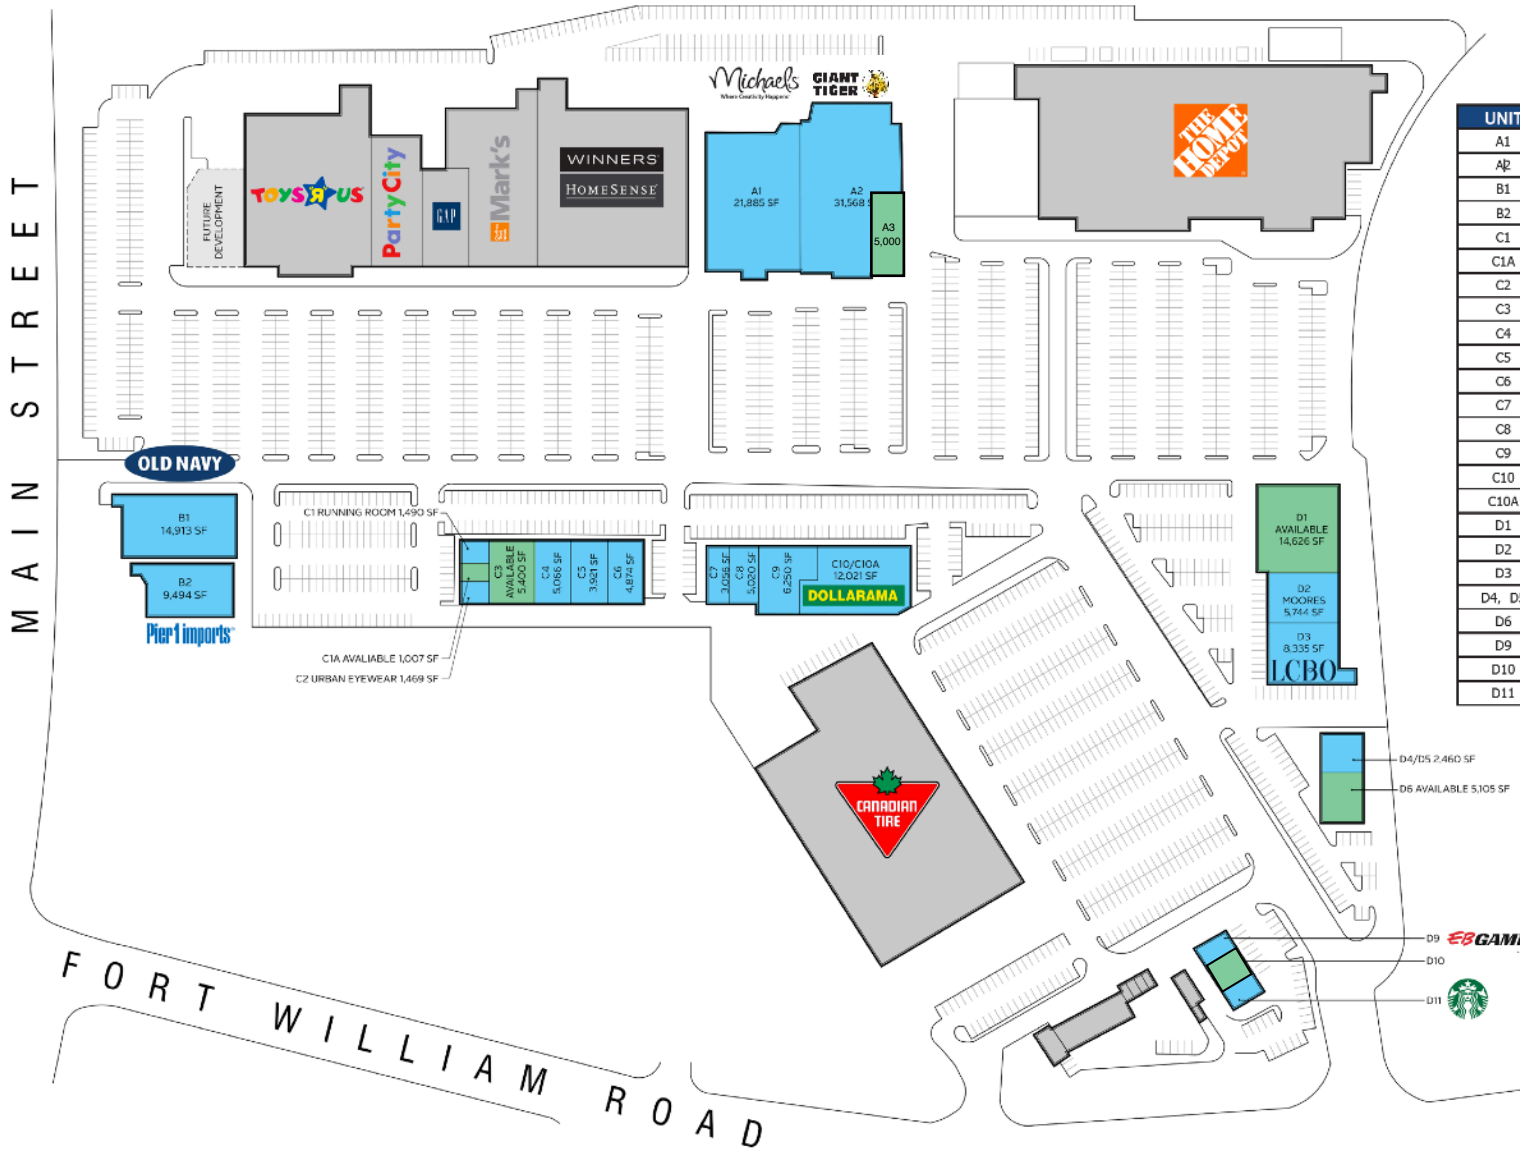 Michaels
Where Creativity Happens
GIANT
TIGER
THE
HOME
DEPOT
TOYS R US
PartyCity
GAP
Mark's
WINNERS
HOMESENSE
FUTURE
DEVELOPMENT
A1
21,885 SF
A2
31,568 S
A3
5,000
MAIN STREET
OLD NAVY
B1
14,913 SF
B2
9,494 SF
Pier 1 imports
C1 RUNNING ROOM 1,490 SF
C3
AVAILABLE
5,400 SF
C4
5,066 SF
C5
3,921 SF
C6
4,874 SF
C1A AVALIABLE 1,007 SF
C2 URBAN EYEWEAR 1,469 SF
C7
3,056 SF
C8
5,020 SF
C9
6,250 SF
C10/C10A
12,021 SF
DOLLARAMA
D1
AVAILABLE
14,626 SF
D2
MOORES
5,744 SF
D3
8,335 SF
LCBO
D4/D5 2,460 SF
D6 AVAILABLE 5,105 SF
CANADIAN
TIRE
D9
EB GAM
D10
D11
FORT WILLIAM ROAD
UNIT
A1
A2
B1
B2
C1
C1A
C2
C3
C4
C5
C6
C7
C8
C9
C10
C10A
D1
D2
D3
D4, D5
D6
D9
D10
D11